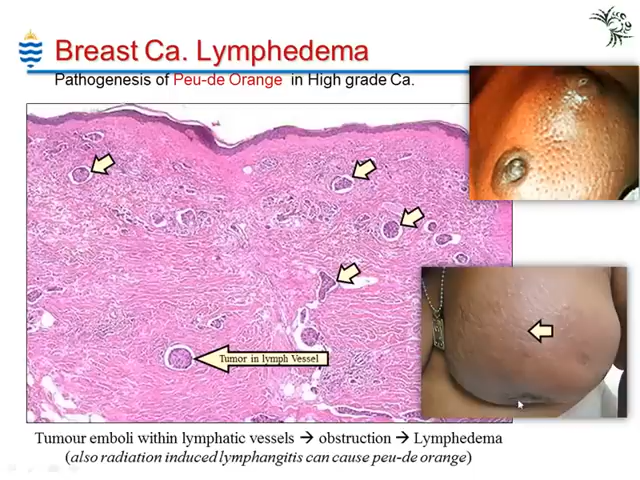 Breast Ca. Lymphedema
Pathogenesis of Peu-de Orange in High grade Ca.
Tumor in lymph Vessel
Tumour emboli within lymphatic vessels → obstruction → Lymphedema
(also radiation induced lymphangitis can cause peu-de orange)